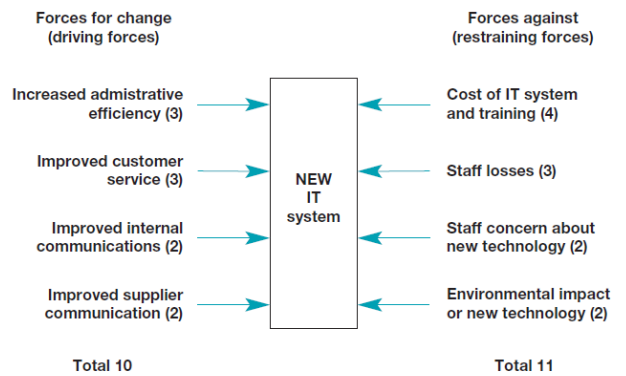 Forces for change
(driving forces)
Forces against
(restraining forces)
Increased admistrative
efficiency (3)
Cost of IT system
and training (4)
Improved customer
service (3)
NEW
IT
system
Staff losses (3)
Improved internal
communications (2)
Staff concern about
new technology (2)
Improved supplier
communication (2)
Environmental impact
or new technology (2)
Total 10
Total 11